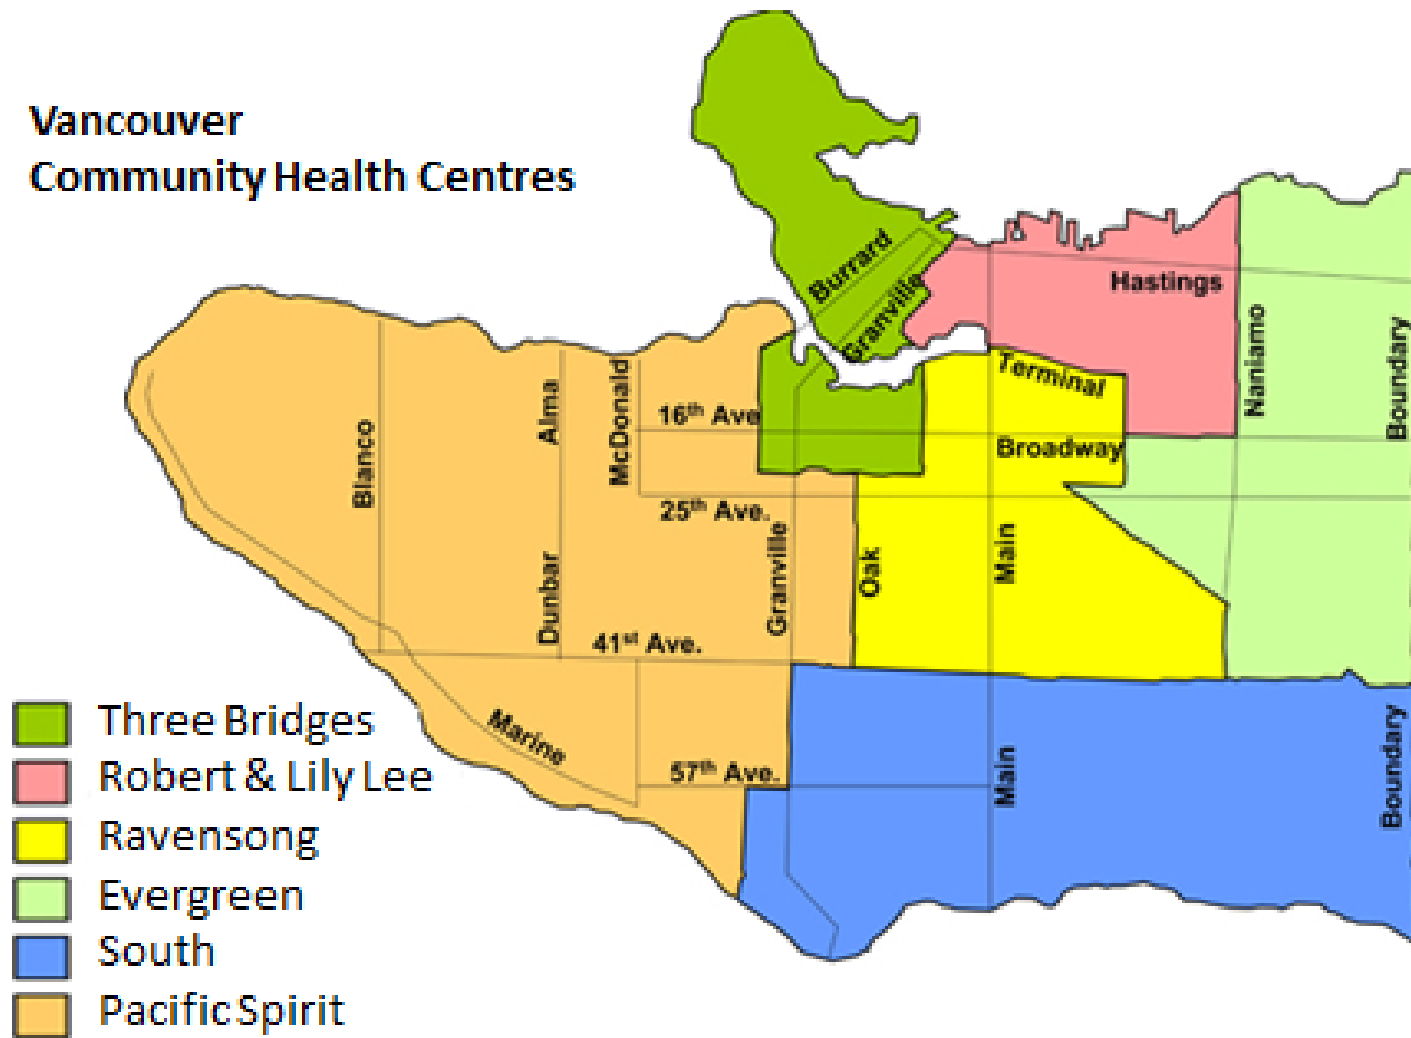 Vancouver
Community Health Centres
Burrard
Granville
Hastings
Naniamo
Boundary
Terminal
McDonald
Alma
Blanco
16th Ave
Broadway
25th Ave.
Granville
Oak
Main
Dunbar
41st Ave.
Marine
57th Ave.
Main
Boundary
Three Bridges
Robert & Lily Lee
Ravensong
Evergreen
South
Pacific Spirit